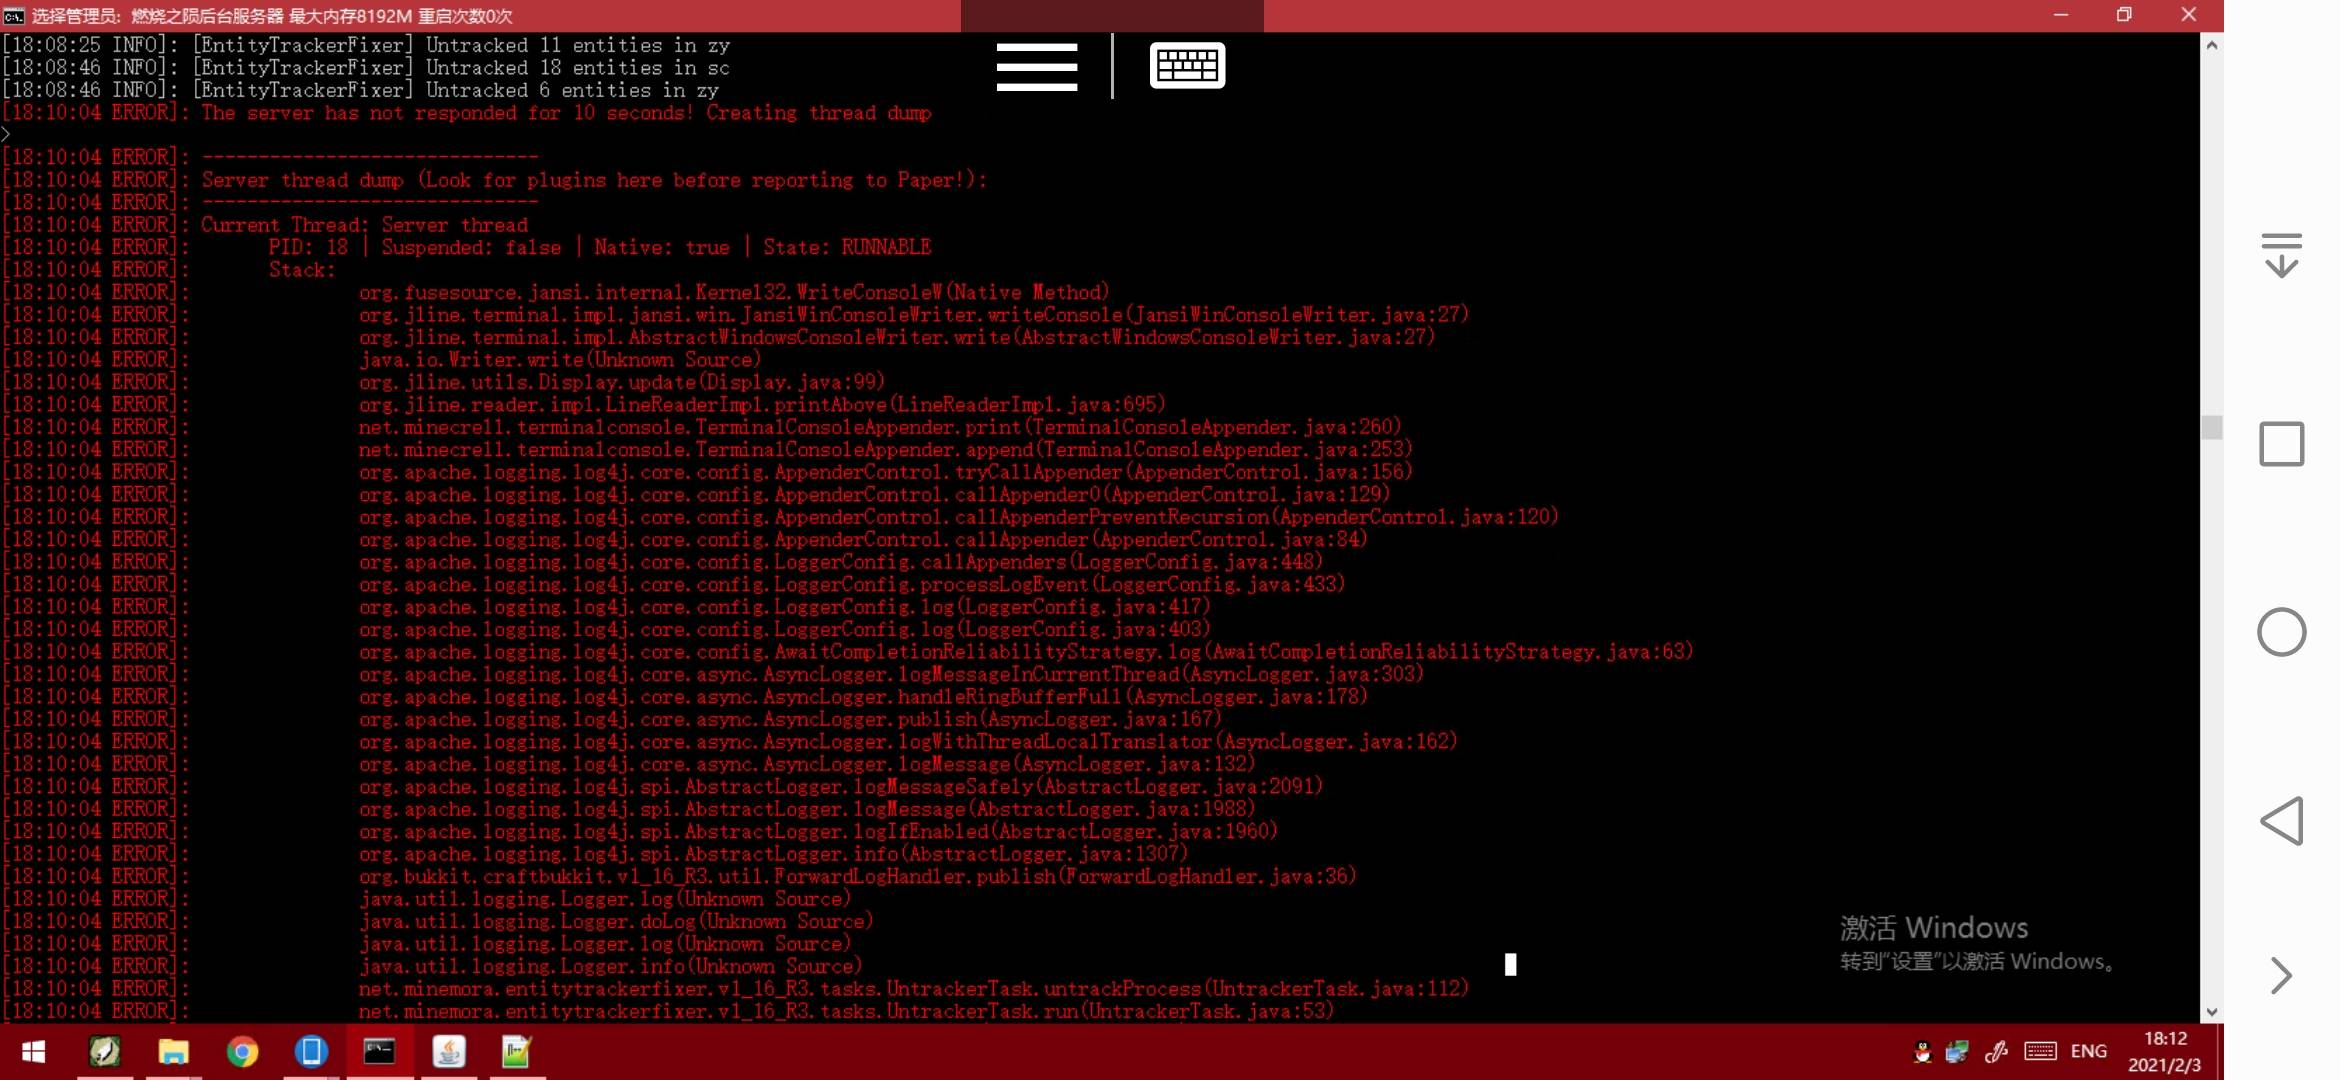 选择管理员: 燃烧之陨后台服务器 最大内存8192M 重启次数0次
[18:08:25 INFO]: [EntityTrackerFixer] Untracked 11 entities in zy
[18:08:46 INFO]: [EntityTrackerFixer] Untracked 18 entities in sc
[18:08:46 INFO]: [EntityTrackerFixer] Untracked 6 entities in zy
[18:10:04 ERROR]: The server has not responded for 10 seconds! Creating thread dump
>
[18:10:04 ERROR]: ------------------------------
[18:10:04 ERROR]: Server thread dump (Look for plugins here before reporting to Paper!):
[18:10:04 ERROR]: ------------------------------
[18:10:04 ERROR]: Current Thread: Server thread
[18:10:04 ERROR]: PID: 18 | Suspended: false | Native: true | State: RUNNABLE
[18:10:04 ERROR]: Stack:
[18:10:04 ERROR]: org.fusesource.jansi.internal.Kernel32.WriteConsoleW(Native Method)
[18:10:04 ERROR]: org.jline.terminal.impl.jansi.win.JansiWinConsoleWriter.writeConsole(JansiWinConsoleWriter.java:27)
[18:10:04 ERROR]: org.jline.terminal.impl.AbstractWindowsConsoleWriter.write(AbstractWindowsConsoleWriter.java:27)
[18:10:04 ERROR]: java.io.Writer.write(Unknown Source)
[18:10:04 ERROR]: org.jline.utils.Display.update(Display.java:99)
[18:10:04 ERROR]: org.jline.reader.impl.LineReaderImpl.printAbove(LineReaderImpl.java:695)
[18:10:04 ERROR]: net.minecrell.terminalconsole.TerminalConsoleAppender.print(TerminalConsoleAppender.java:260)
[18:10:04 ERROR]: net.minecrell.terminalconsole.TerminalConsoleAppender.append(TerminalConsoleAppender.java:253)
[18:10:04 ERROR]: org.apache.logging.log4j.core.config.AppenderControl.tryCallAppender(AppenderControl.java:156)
[18:10:04 ERROR]: org.apache.logging.log4j.core.config.AppenderControl.callAppender0(AppenderControl.java:129)
[18:10:04 ERROR]: org.apache.logging.log4j.core.config.AppenderControl.callAppenderPreventRecursion(AppenderControl.java:120)
[18:10:04 ERROR]: org.apache.logging.log4j.core.config.AppenderControl.callAppender(AppenderControl.java:84)
[18:10:04 ERROR]: org.apache.logging.log4j.core.config.LoggerConfig.callAppenders(LoggerConfig.java:448)
[18:10:04 ERROR]: org.apache.logging.log4j.core.config.LoggerConfig.processLogEvent(LoggerConfig.java:433)
[18:10:04 ERROR]: org.apache.logging.log4j.core.config.LoggerConfig.log(LoggerConfig.java:417)
[18:10:04 ERROR]: org.apache.logging.log4j.core.config.LoggerConfig.log(LoggerConfig.java:403)
[18:10:04 ERROR]: org.apache.logging.log4j.core.config.AwaitCompletionReliabilityStrategy.log(AwaitCompletionReliabilityStrategy.java:63)
[18:10:04 ERROR]: org.apache.logging.log4j.core.async.AsyncLogger.logMessageInCurrentThread(AsyncLogger.java:303)
[18:10:04 ERROR]: org.apache.logging.log4j.core.async.AsyncLogger.handleRingBufferFull(AsyncLogger.java:178)
[18:10:04 ERROR]: org.apache.logging.log4j.core.async.AsyncLogger.publish(AsyncLogger.java:167)
[18:10:04 ERROR]: org.apache.logging.log4j.core.async.AsyncLogger.logWithThreadLocalTranslator(AsyncLogger.java:162)
[18:10:04 ERROR]: org.apache.logging.log4j.core.async.AsyncLogger.logMessage(AsyncLogger.java:132)
[18:10:04 ERROR]: org.apache.logging.log4j.spi.AbstractLogger.logMessageSafely(AbstractLogger.java:2091)
[18:10:04 ERROR]: org.apache.logging.log4j.spi.AbstractLogger.logMessage(AbstractLogger.java:1988)
[18:10:04 ERROR]: org.apache.logging.log4j.spi.AbstractLogger.logIfEnabled(AbstractLogger.java:1960)
[18:10:04 ERROR]: org.apache.logging.log4j.spi.AbstractLogger.info(AbstractLogger.java:1307)
[18:10:04 ERROR]: org.bukkit.craftbukkit.v1_16_R3.util.ForwardLogHandler.publish(ForwardLogHandler.java:36)
[18:10:04 ERROR]: java.util.logging.Logger.log(Unknown Source)
[18:10:04 ERROR]: java.util.logging.Logger.doLog(Unknown Source)
[18:10:04 ERROR]: java.util.logging.Logger.log(Unknown Source)
[18:10:04 ERROR]: java.util.logging.Logger.info(Unknown Source)
[18:10:04 ERROR]: net.minemora.entitytrackerfixer.v1_16_R3.tasks.UntrackerTask.untrackProcess(UntrackerTask.java:112)
[18:10:04 ERROR]: net.minemora.entitytrackerfixer.v1_16_R3.tasks.UntrackerTask.run(UntrackerTask.java:53)
激活 Windows
转到“设置”以激活 Windows。
ENG
18:12
2021/2/3